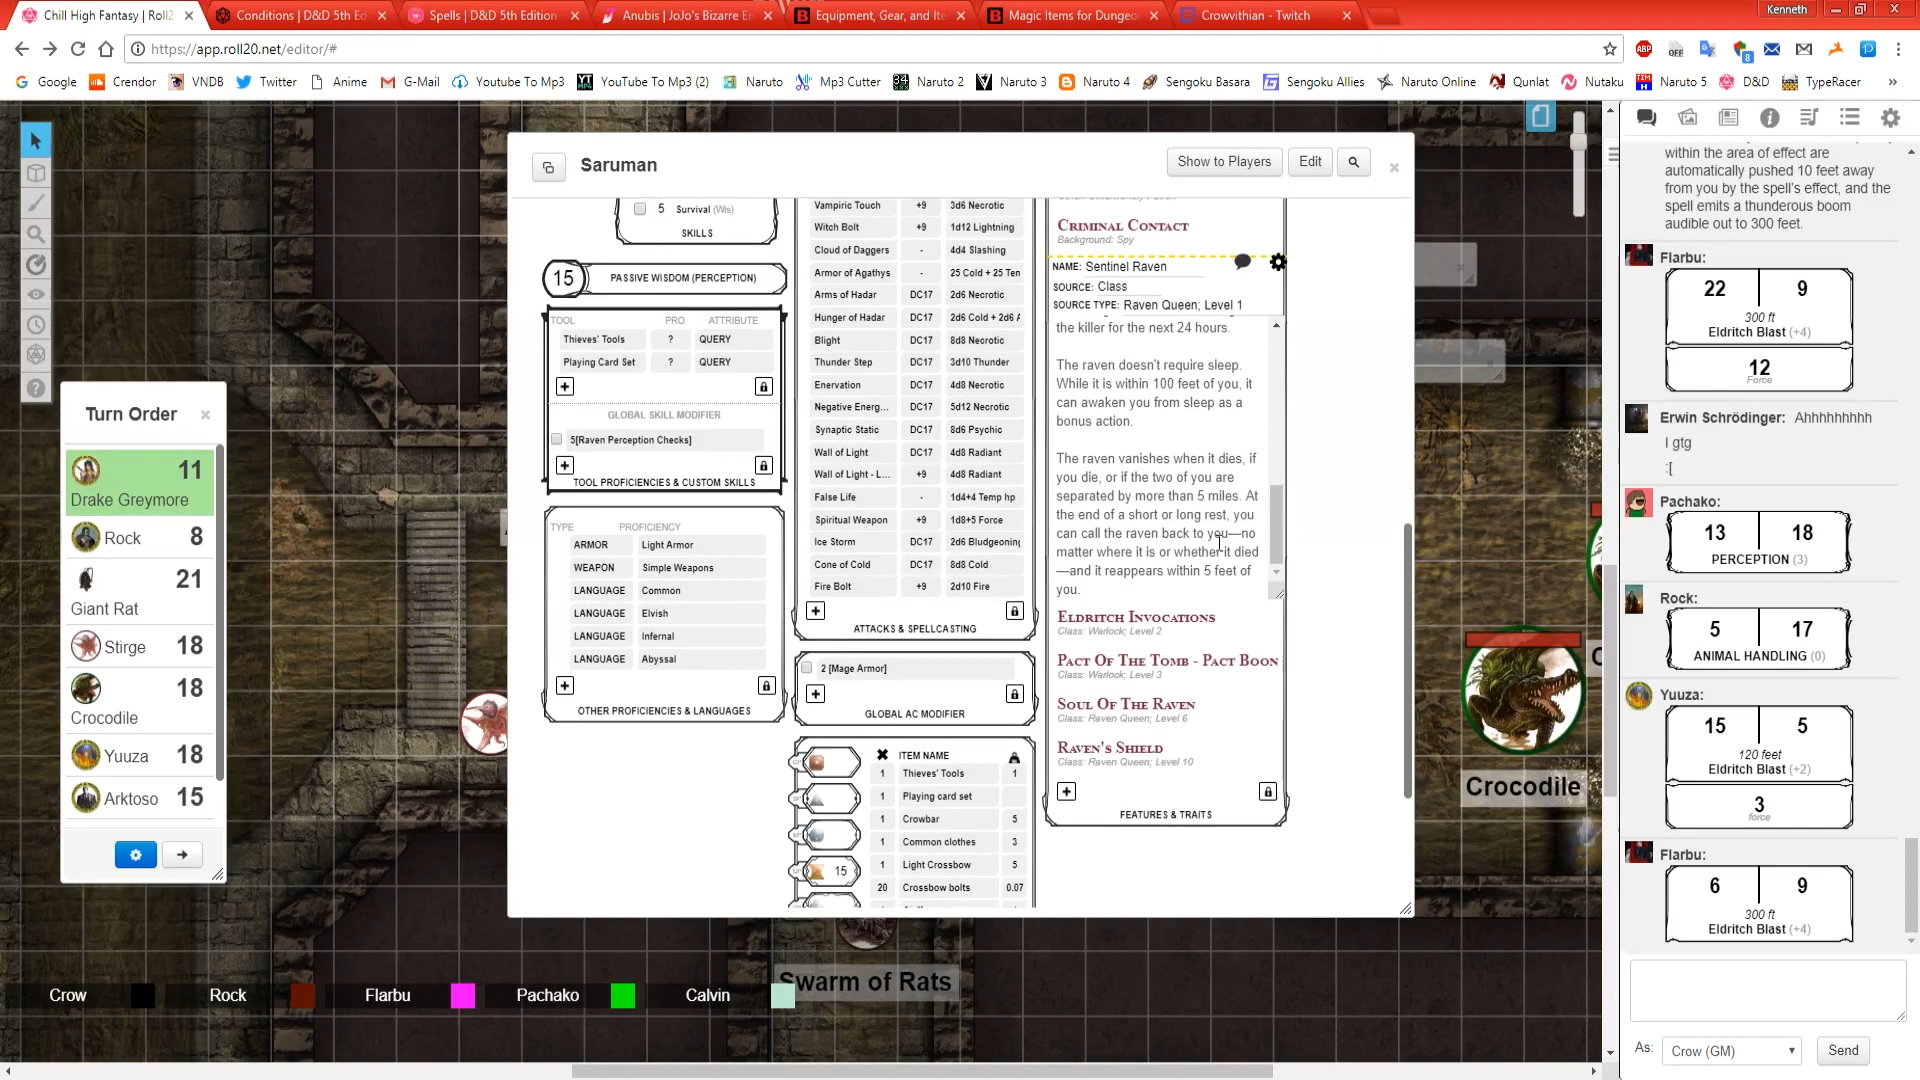 Chill High Fantasy | Roll2
Conditions | D&D 5th Ed
Spells | D&D 5th Edition
Anubis | JoJo's Bizarre E
Equipment, Gear, and Ite
Magic Items for Dungeo
Crowvithian - Twitch
Kenneth
https://app.roll20.net/editor/#
Google
Crendor
VNDB
Twitter
Anime
G-Mail
Youtube To Mp3
YouTube To Mp3 (2)
Naruto
Mp3 Cutter
Naruto 2
Naruto 3
Naruto 4
Sengoku Basara
Sengoku Allies
Naruto Online
Qunlat
Nutaku
Naruto 5
D&D
TypeRacer
Turn Order
11
Drake Greymore
Rock 8
21
Giant Rat
Stirge 18
18
Crocodile
Yuuza 18
Arktoso 15
Saruman
Show to Players
Edit
5 Survival (Wis)
SKILLS
15 PASSIVE WISDOM (PERCEPTION)
TOOL PRO ATTRIBUTE
Thieves' Tools ? QUERY
Playing Card Set ? QUERY
GLOBAL SKILL MODIFIER
5[Raven Perception Checks]
TOOL PROFICIENCIES & CUSTOM SKILLS
TYPE PROFICIENCY
ARMOR Light Armor
WEAPON Simple Weapons
LANGUAGE Common
LANGUAGE Elvish
LANGUAGE Infernal
LANGUAGE Abyssal
OTHER PROFICIENCIES & LANGUAGES
Vampiric Touch +9 3d6 Necrotic
Witch Bolt +9 1d12 Lightning
Cloud of Daggers - 4d4 Slashing
Armor of Agathys - 25 Cold + 25 Ten
Arms of Hadar DC17 2d6 Necrotic
Hunger of Hadar DC17 2d6 Cold + 2d6 A
Blight DC17 8d8 Necrotic
Thunder Step DC17 3d10 Thunder
Enervation DC17 4d8 Necrotic
Negative Energ... DC17 5d12 Necrotic
Synaptic Static DC17 8d6 Psychic
Wall of Light DC17 4d8 Radiant
Wall of Light - L... +9 4d8 Radiant
False Life - 1d4+4 Temp hp
Spiritual Weapon +9 1d8+5 Force
Ice Storm DC17 2d6 Bludgeoning
Cone of Cold DC17 8d8 Cold
Fire Bolt +9 2d10 Fire
ATTACKS & SPELLCASTING
2 [Mage Armor]
GLOBAL AC MODIFIER
ITEM NAME
1 Thieves' Tools 1
1 Playing card set
1 Crowbar 5
1 Common clothes 3
15 1 Light Crossbow 5
20 Crossbow bolts 0.07
CRIMINAL CONTACT
Background: Spy
NAME: Sentinel Raven
SOURCE: Class
SOURCE TYPE: Raven Queen; Level 1
the killer for the next 24 hours.
The raven doesn't require sleep.
While it is within 100 feet of you, it
can awaken you from sleep as a
bonus action.
The raven vanishes when it dies, if
you die, or if the two of you are
separated by more than 5 miles. At
the end of a short or long rest, you
can call the raven back to you—no
matter where it is or whether it died
—and it reappears within 5 feet of
you.
ELDRITCH INVOCATIONS
Class: Warlock; Level 2
PACT OF THE TOMB - PACT BOON
Class: Warlock; Level 3
SOUL OF THE RAVEN
Class: Raven Queen; Level 6
RAVEN'S SHIELD
Class: Raven Queen; Level 10
FEATURES & TRAITS
Crocodile
Swarm of Rats
Crow
Rock
Flarbu
Pachako
Calvin
within the area of effect are
automatically pushed 10 feet away
from you by the spell's effect, and the
spell emits a thunderous boom
audible out to 300 feet.
Flarbu:
22 9
300 ft
Eldritch Blast (+4)
12
Force
Erwin Schrödinger: Ahhhhhhhhh
I gtg
:[
Pachako:
13 18
PERCEPTION (3)
Rock:
5 17
ANIMAL HANDLING (0)
Yuuza:
15 5
120 feet
Eldritch Blast (+2)
3
force
Flarbu:
6 9
300 ft
Eldritch Blast (+4)
As: Crow (GM)
Send